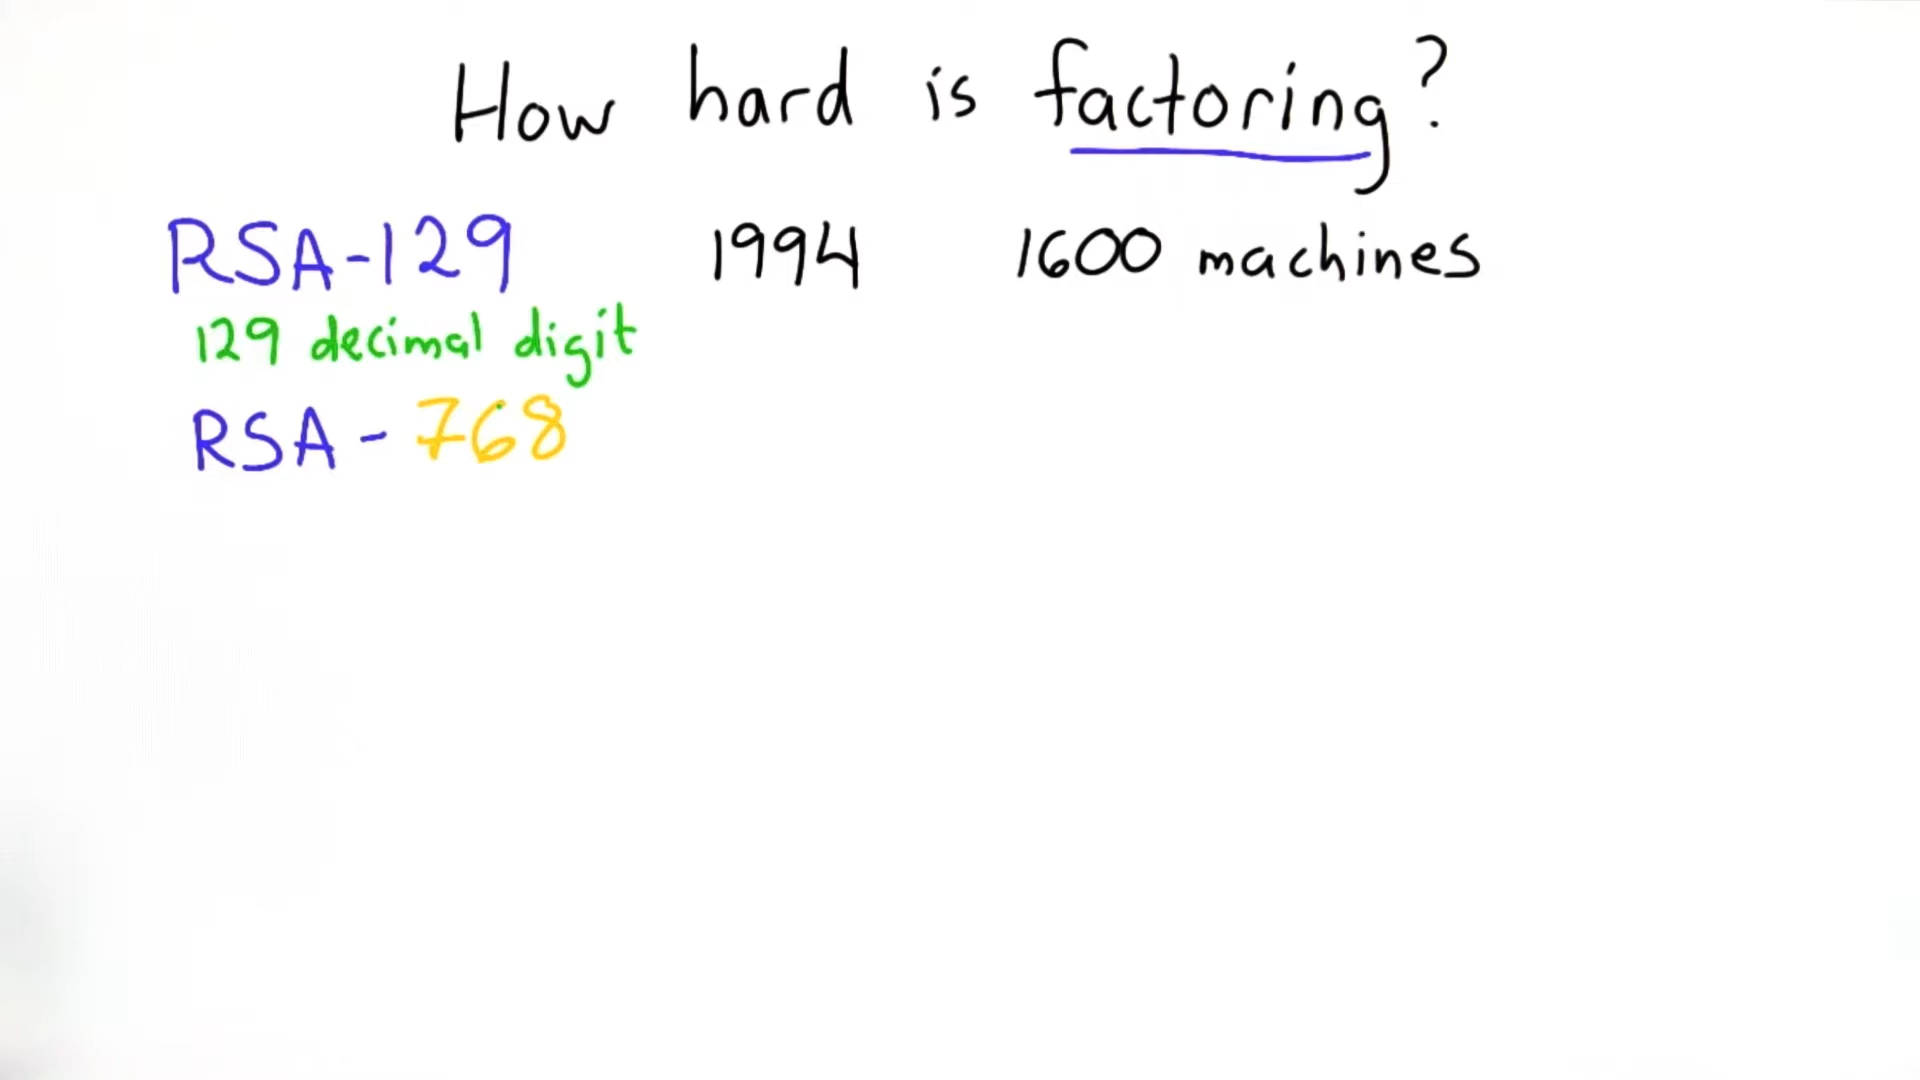 How hard is factoring?
RSA-129 1994 1600 machines
129 decimal digit
RSA - 768